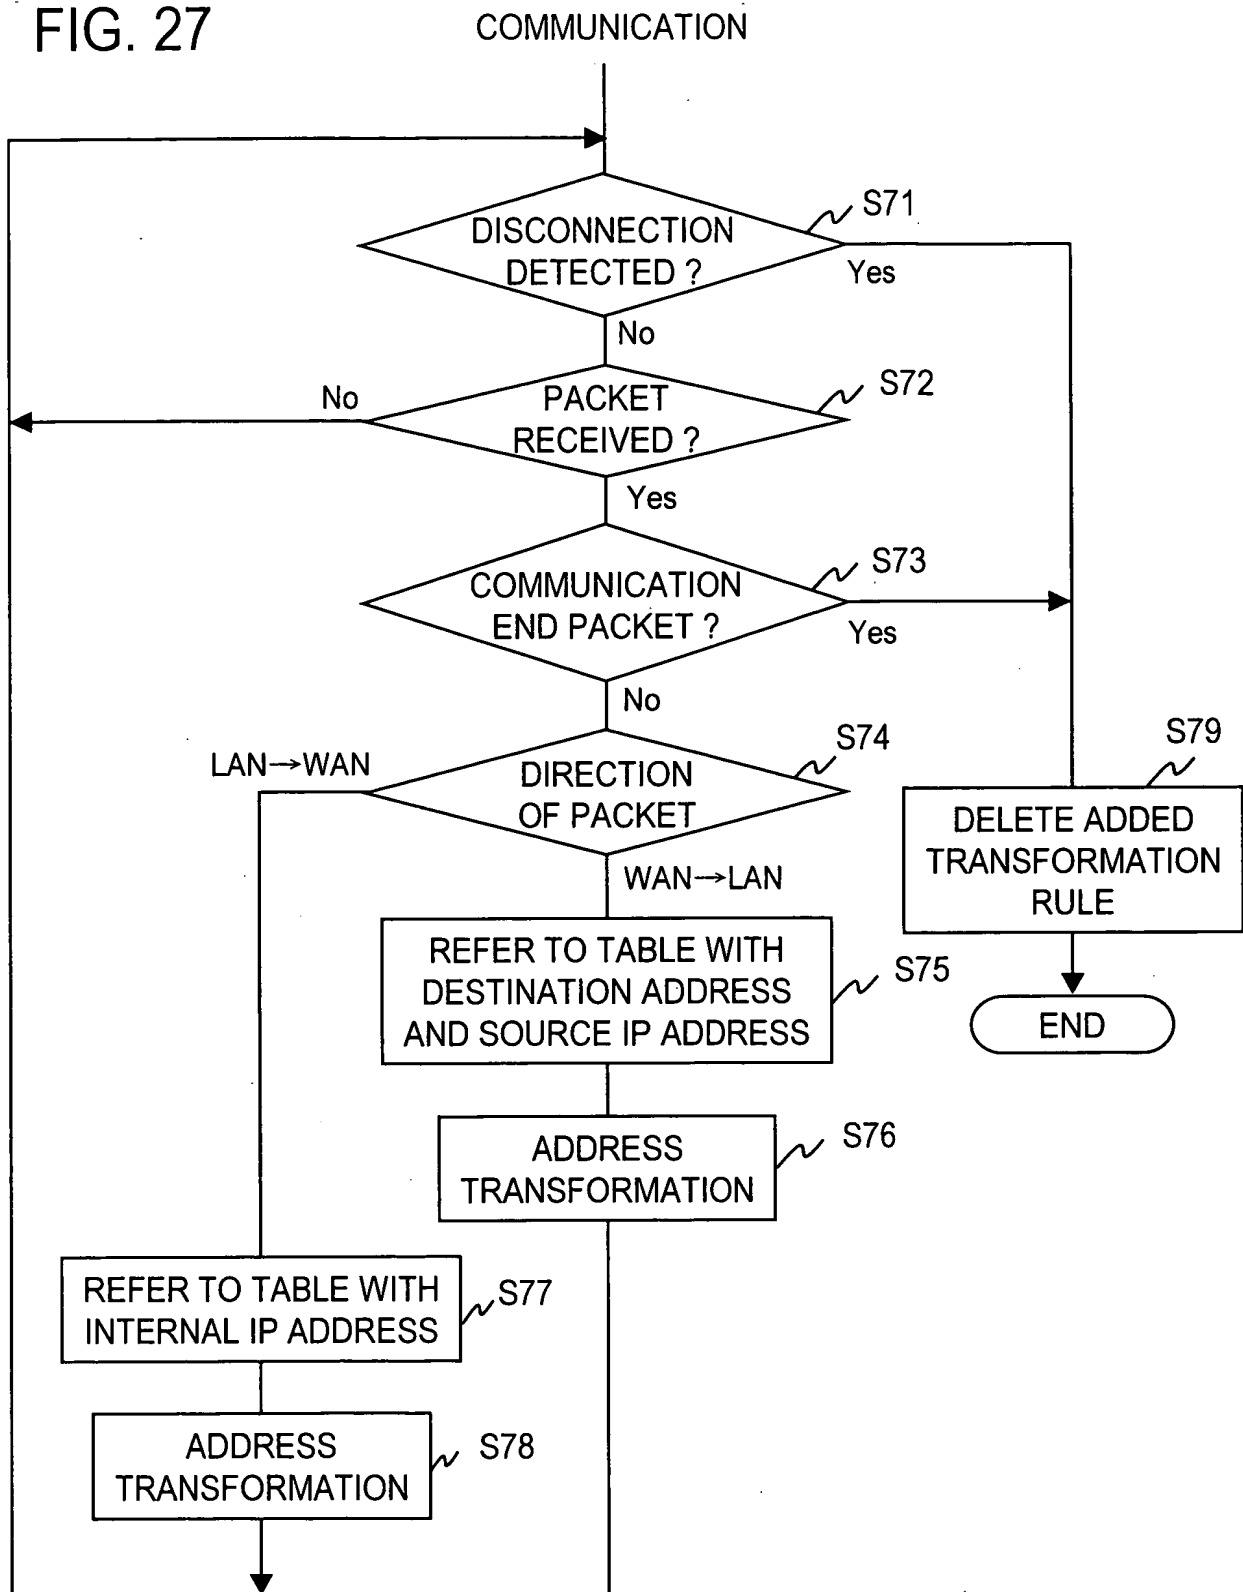 FIG. 27
COMMUNICATION
DISCONNECTION
DETECTED ?
S71
Yes
No
PACKET
RECEIVED ?
S72
No
Yes
COMMUNICATION
END PACKET ?
S73
Yes
No
DIRECTION
OF PACKET
S74
LAN→WAN
WAN→LAN
S79
DELETE ADDED
TRANSFORMATION
RULE
END
REFER TO TABLE WITH
DESTINATION ADDRESS
AND SOURCE IP ADDRESS
S75
ADDRESS
TRANSFORMATION
S76
REFER TO TABLE WITH
INTERNAL IP ADDRESS
S77
ADDRESS
TRANSFORMATION
S78